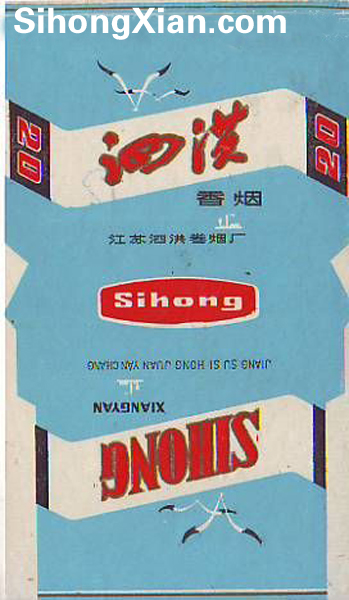 SihongXian.com
20
泗洪
20
香烟
江苏泗洪卷烟厂
Sihong
JIANG SU SI HONG JUAN YAN CHANG
XIANGYAN
SIHONG